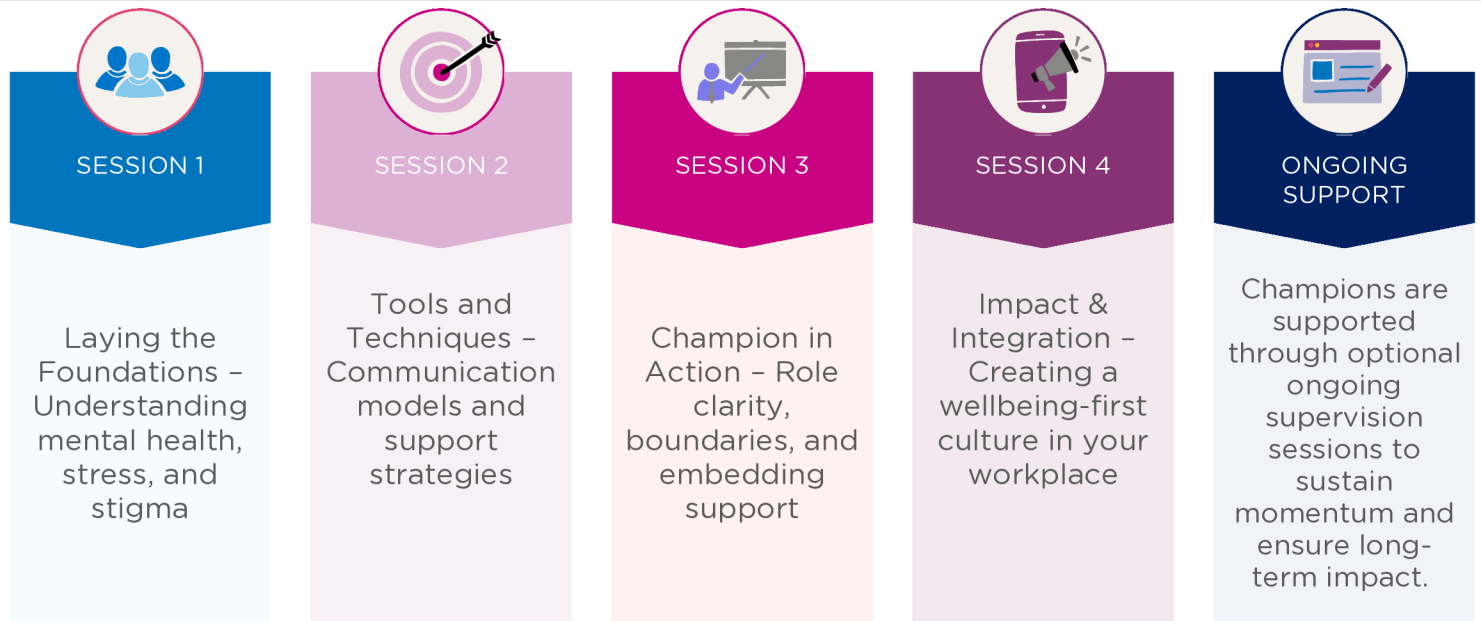 SESSION 1
Laying the
Foundations –
Understanding
mental health,
stress, and
stigma
SESSION 2
Tools and
Techniques –
Communication
models and
support
strategies
SESSION 3
Champion in
Action – Role
clarity,
boundaries, and
embedding
support
SESSION 4
Impact &
Integration –
Creating a
wellbeing-first
culture in your
workplace
ONGOING
SUPPORT
Champions are
supported
through optional
ongoing
supervision
sessions to
sustain
momentum and
ensure long-
term impact.